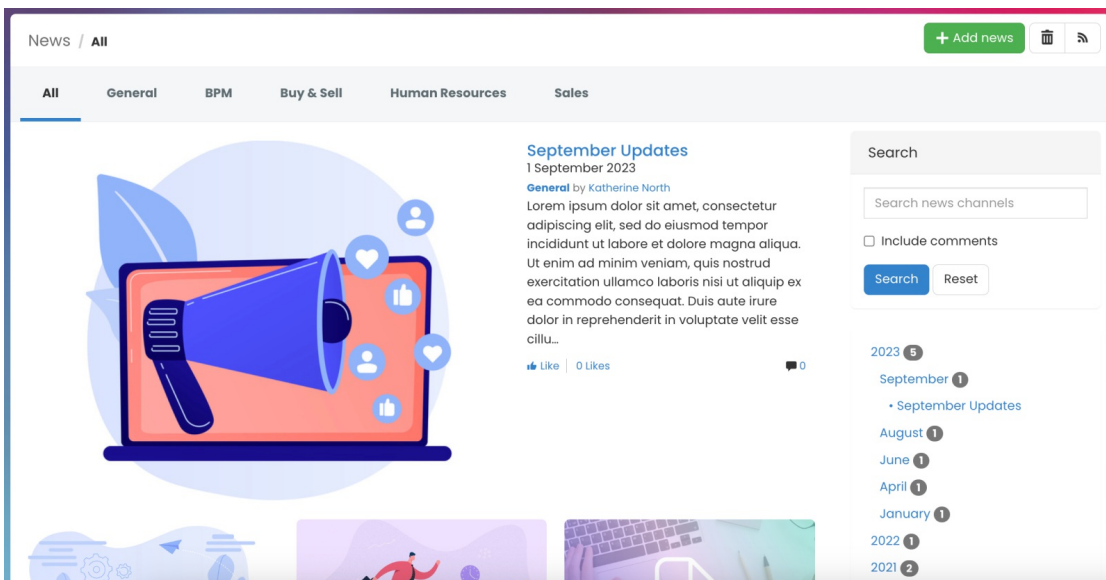 News / All
+ Add news
All General BPM Buy & Sell Human Resources Sales
September Updates
1 September 2023
General by Katherine North
Lorem ipsum dolor sit amet, consectetur
adipiscing elit, sed do eiusmod tempor
incididunt ut labore et dolore magna aliqua.
Ut enim ad minim veniam, quis nostrud
exercitation ullamco laboris nisi ut aliquip ex
ea commodo consequat. Duis aute irure
dolor in reprehenderit in voluptate velit esse
cillu…
Like 0 Likes 0
Search
Search news channels
Include comments
Search Reset
2023 5
September 1
• September Updates
August 1
June 1
April 1
January 1
2022 1
2021 2